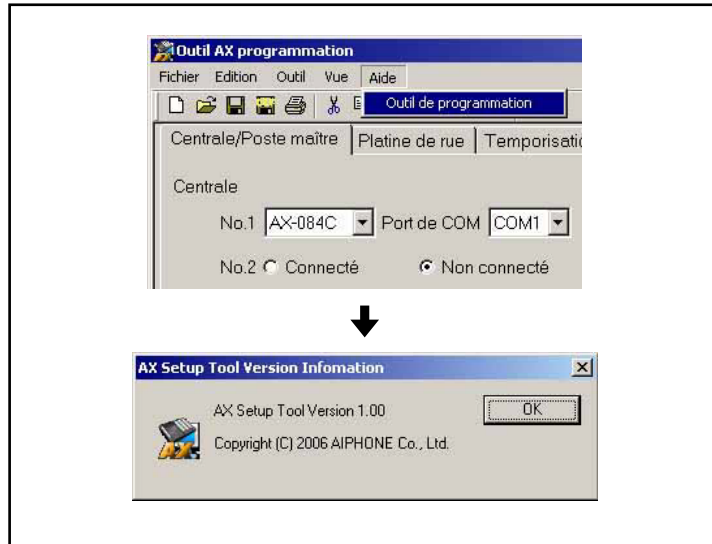 Outil AX programmation
Fichier Edition Outil Vue Aide
Outil de programmation
Centrale/Poste maître Platine de rue
Centrale
No.1 AX-084C Port de COM COM1
No.2 Connecté Non connecté
AX Setup Tool Version Infomation
AX Setup Tool Version 1.00 OK
Copyright (C) 2006 AIPHONE Co., Ltd.
AX